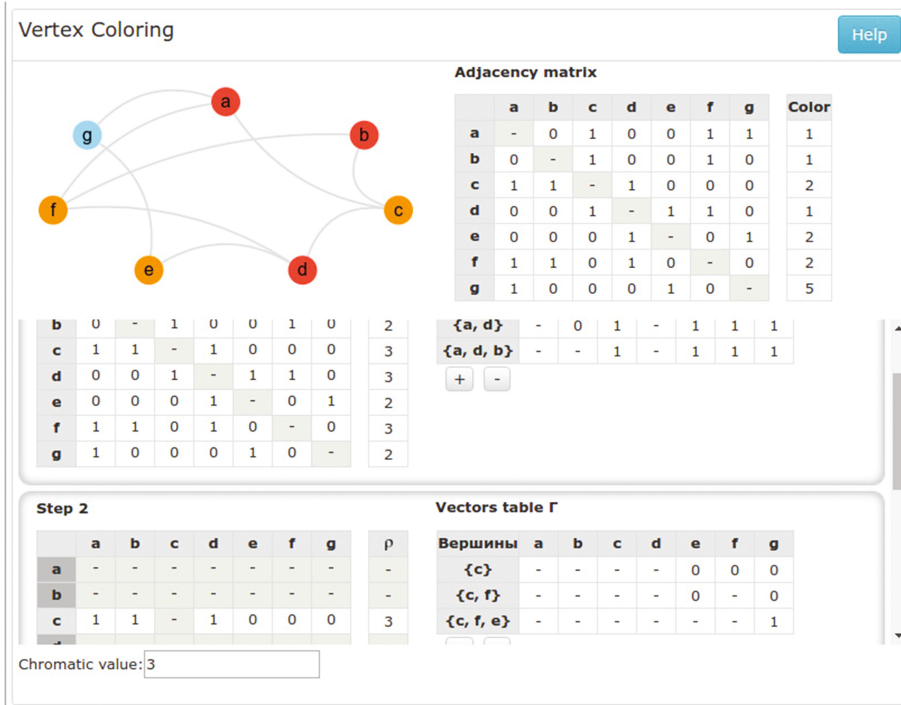 Vertex Coloring
Help
Adjacency matrix
a b c d e f g Color
a - 0 1 0 0 1 1 1
b 0 - 1 0 0 1 0 1
c 1 1 - 1 0 0 0 2
d 0 0 1 - 1 1 0 1
e 0 0 0 1 - 0 1 2
f 1 1 0 1 0 - 0 2
g 1 0 0 0 1 0 - 5
a
g
b
f
c
e
d
b 0 - 1 0 0 1 0 2
c 1 1 - 1 0 0 0 3
d 0 0 1 - 1 1 0 3
e 0 0 0 1 - 0 1 2
f 1 1 0 1 0 - 0 3
g 1 0 0 0 1 0 - 2
{a, d} - 0 1 - 1 1 1
{a, d, b} - - 1 - 1 1 1
+ -
Step 2
a b c d e f g ρ
a - - - - - - - -
b - - - - - - - -
c 1 1 - 1 0 0 0 3
Vectors table Γ
Вершины a b c d e f g
{c} - - - - 0 0 0
{c, f} - - - - 0 - 0
{c, f, e} - - - - - - 1
Chromatic value: 3